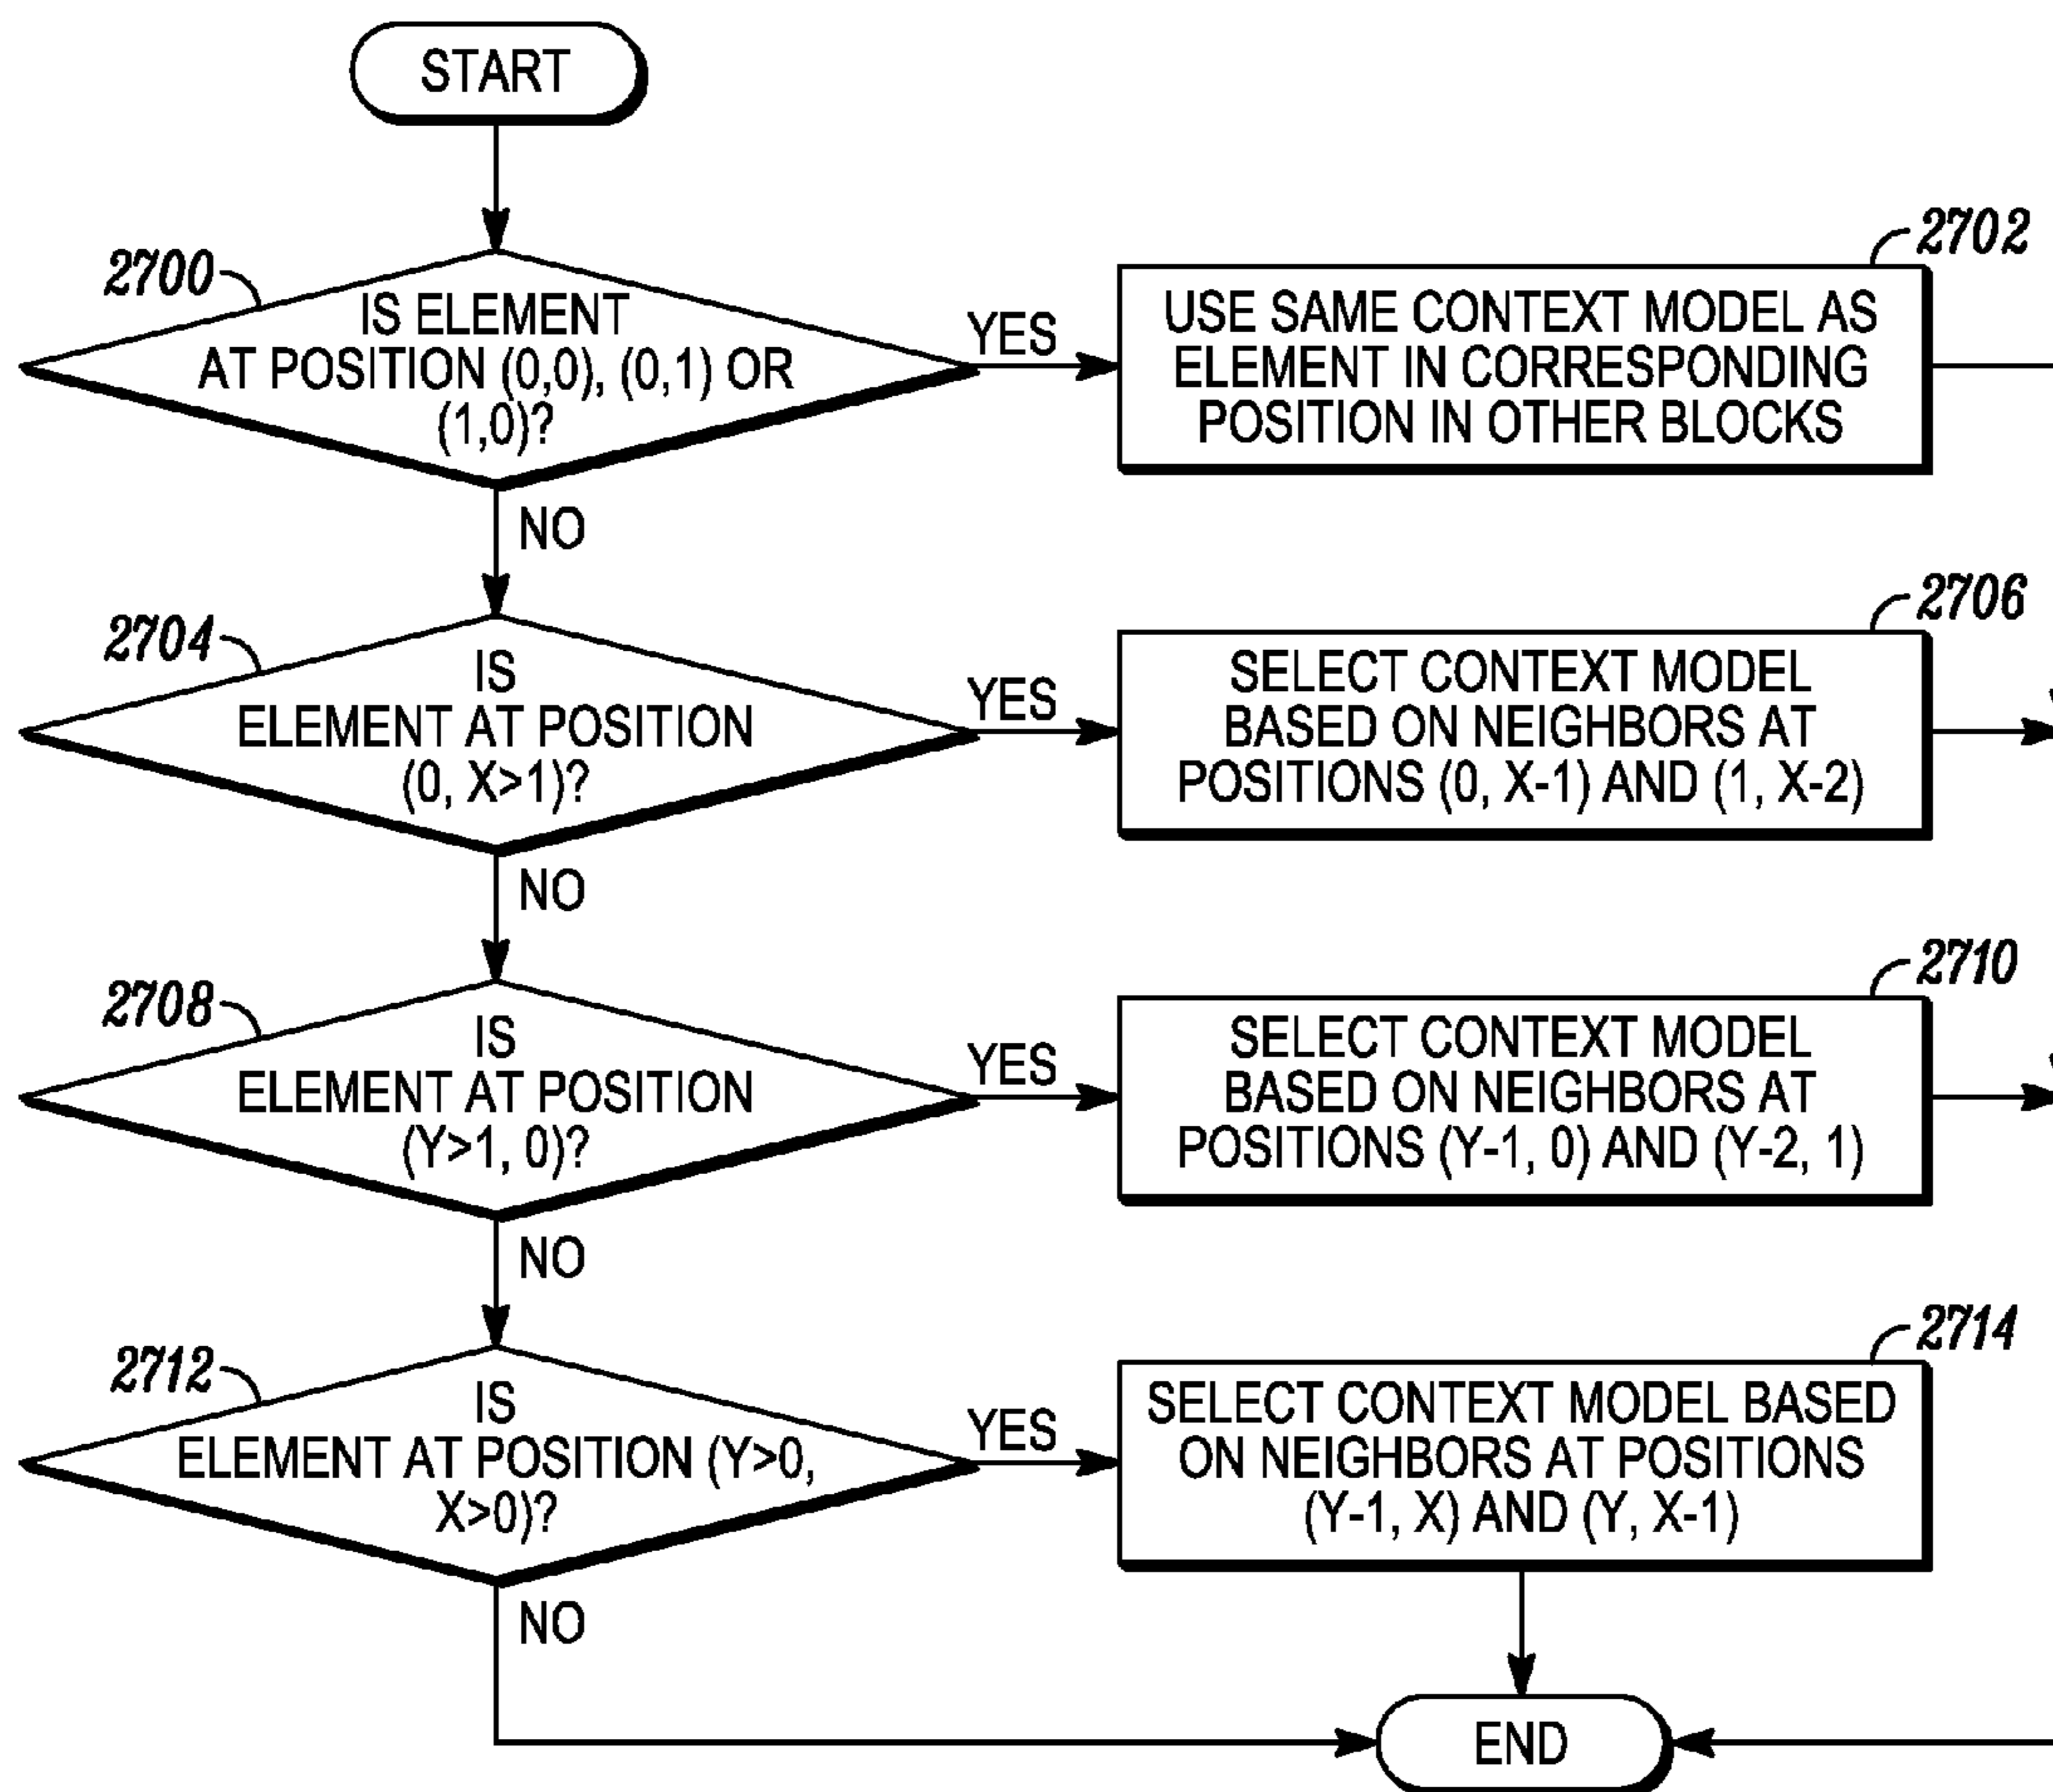 START
2700
IS ELEMENT
AT POSITION (0,0), (0,1) OR
(1,0)?
YES
2702
USE SAME CONTEXT MODEL AS
ELEMENT IN CORRESPONDING
POSITION IN OTHER BLOCKS
NO
2704
IS
ELEMENT AT POSITION
(0, X>1)?
YES
2706
SELECT CONTEXT MODEL
BASED ON NEIGHBORS AT
POSITIONS (0, X-1) AND (1, X-2)
NO
2708
IS
ELEMENT AT POSITION
(Y>1, 0)?
YES
2710
SELECT CONTEXT MODEL
BASED ON NEIGHBORS AT
POSITIONS (Y-1, 0) AND (Y-2, 1)
NO
2712
IS
ELEMENT AT POSITION (Y>0,
X>0)?
YES
2714
SELECT CONTEXT MODEL BASED
ON NEIGHBORS AT POSITIONS
(Y-1, X) AND (Y, X-1)
NO
END